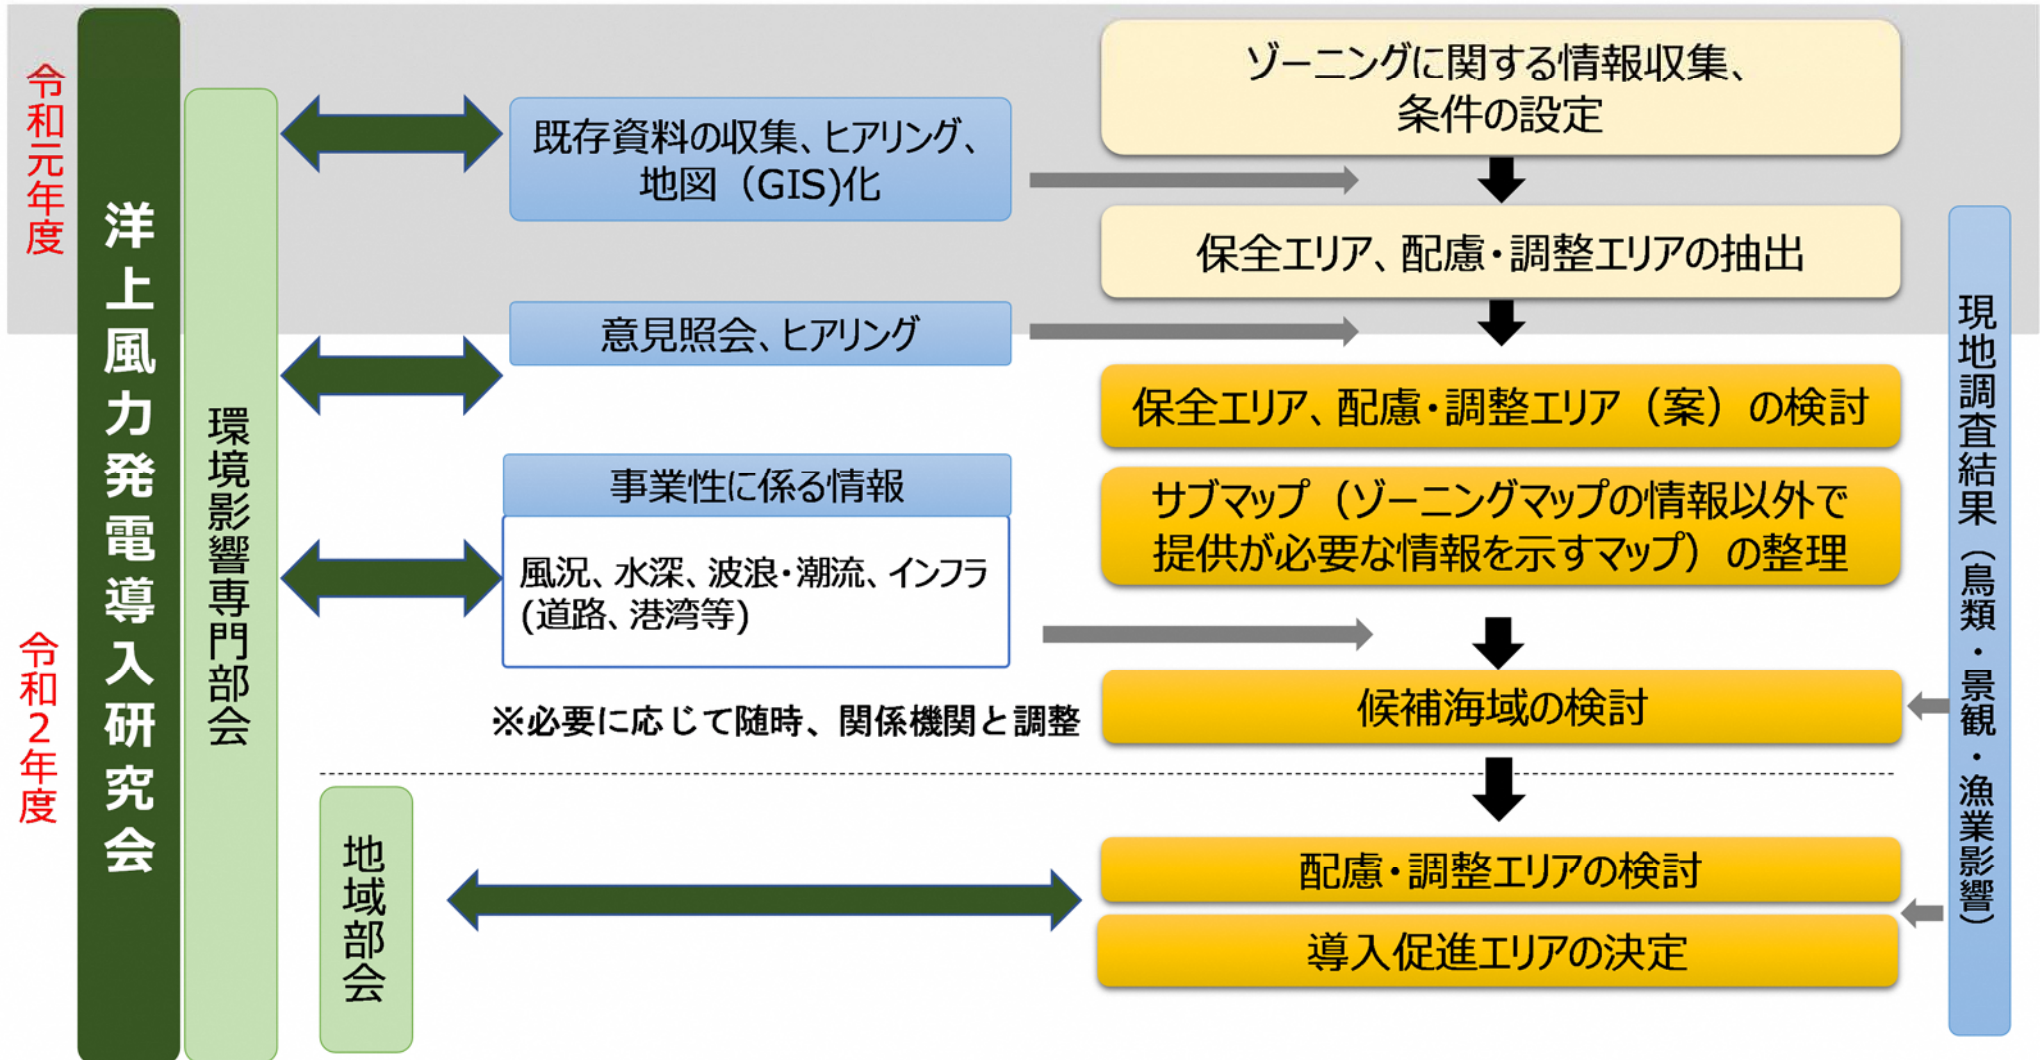 令和元年度
令和2年度
洋上風力発電導入研究会
環境影響専門部会
既存資料の収集、ヒアリング、
地図（GIS)化
意見照会、ヒアリング
事業性に係る情報
風況、水深、波浪・潮流、インフラ
(道路、港湾等)
※必要に応じて随時、関係機関と調整
地域部会
ゾーニングに関する情報収集、
条件の設定
保全エリア、配慮・調整エリアの抽出
保全エリア、配慮・調整エリア（案）の検討
サブマップ（ゾーニングマップの情報以外で
提供が必要な情報を示すマップ）の整理
候補海域の検討
配慮・調整エリアの検討
導入促進エリアの決定
現地調査結果（鳥類・景観・漁業影響）